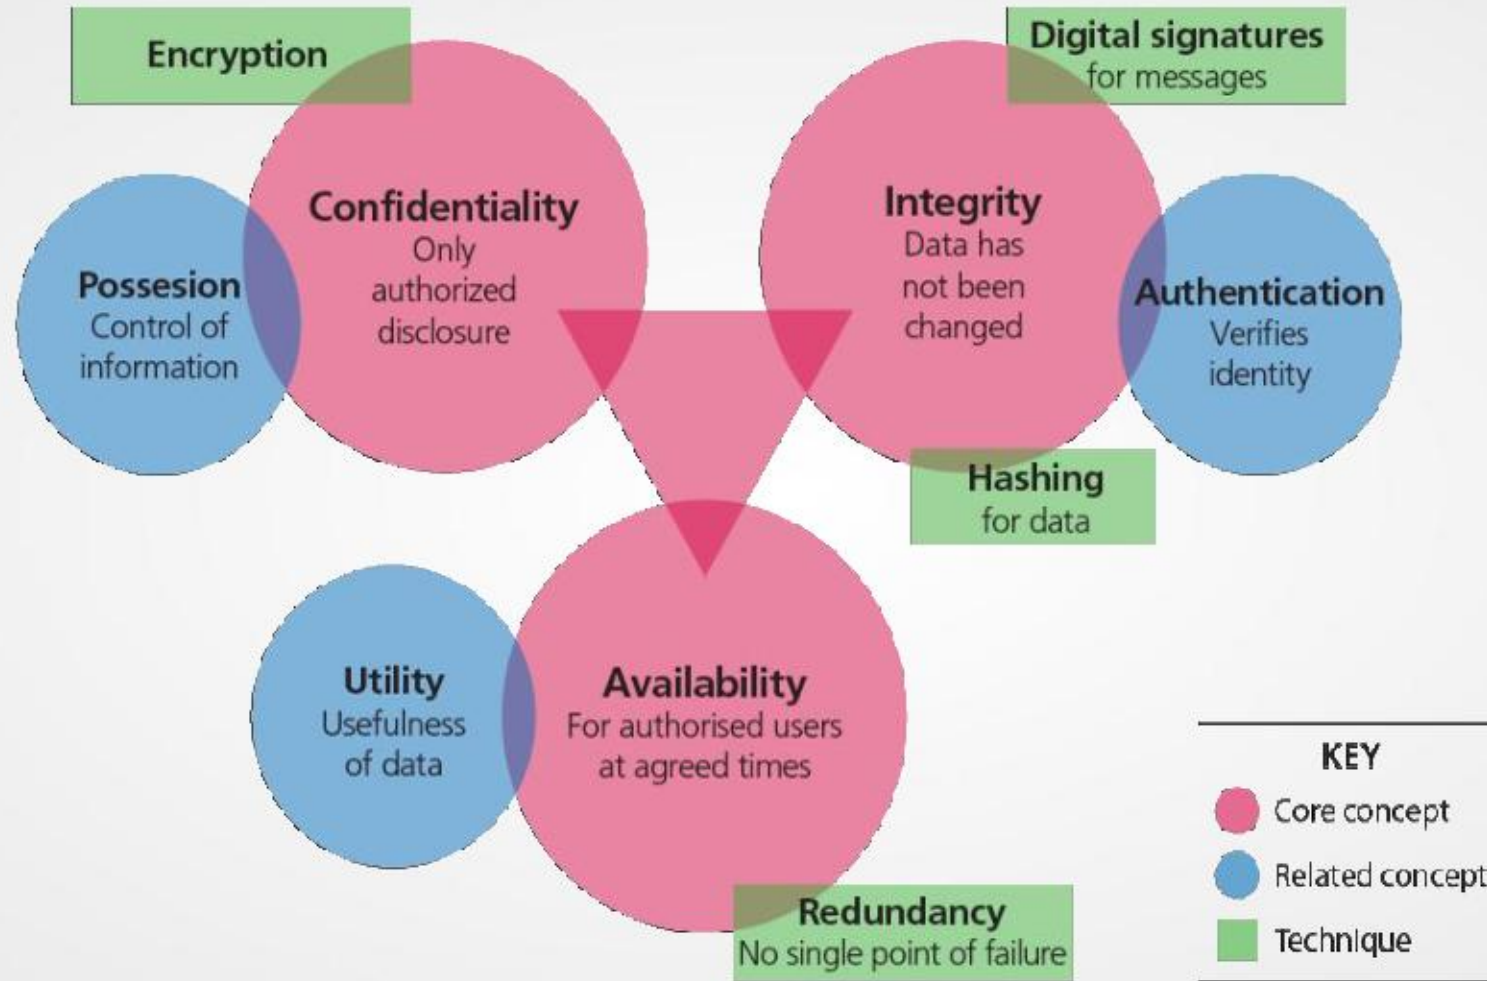 Encryption
Digital signatures
for messages
Confidentiality
Only
authorized
disclosure
Integrity
Data has
not been
changed
Possesion
Control of
information
Authentication
Verifies
identity
Hashing
for data
Utility
Usefulness
of data
Availability
For authorised users
at agreed times
Redundancy
No single point of failure
KEY
Core concept
Related concept
Technique